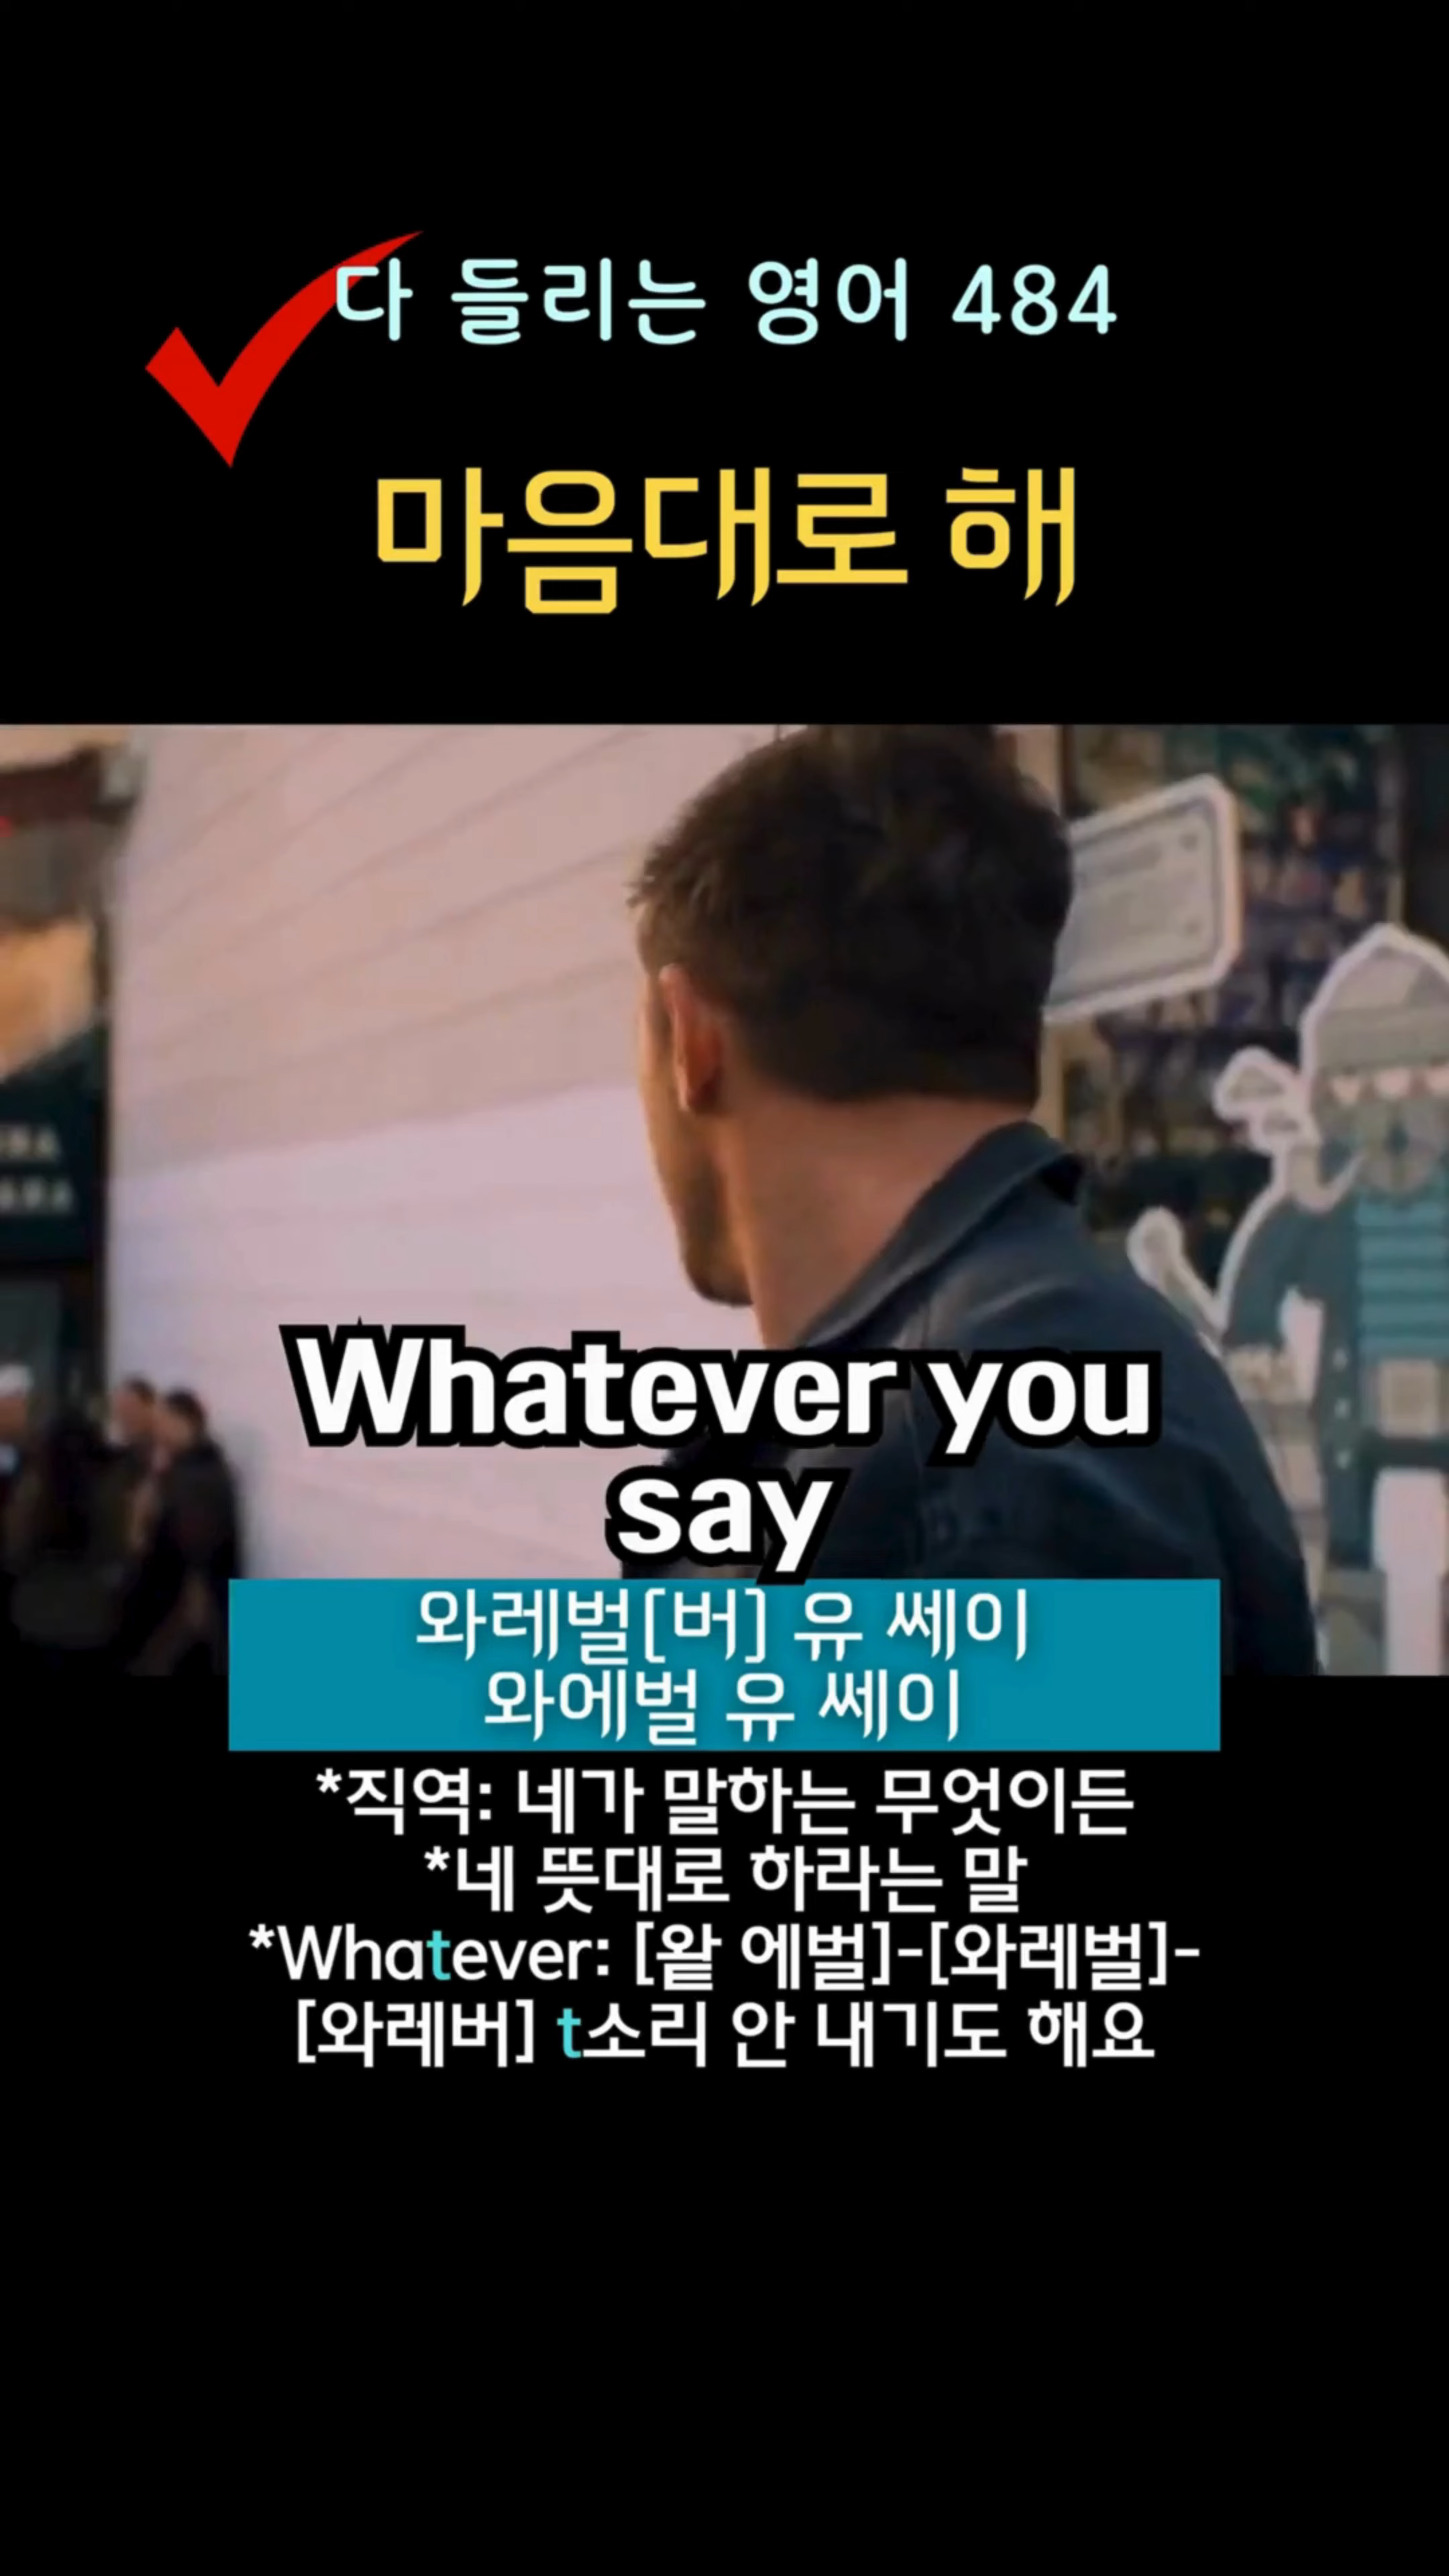 다 들리는 영어 484
마음대로 해
Whatever you
say
와레벌[버] 유 쎄이
와에벌 유 쎄이
*직역: 네가 말하는 무엇이든
*네 뜻대로 하라는 말
*Whatever: [왙 에벌]-[와레벌]-
[와레버] t소리 안 내기도 해요